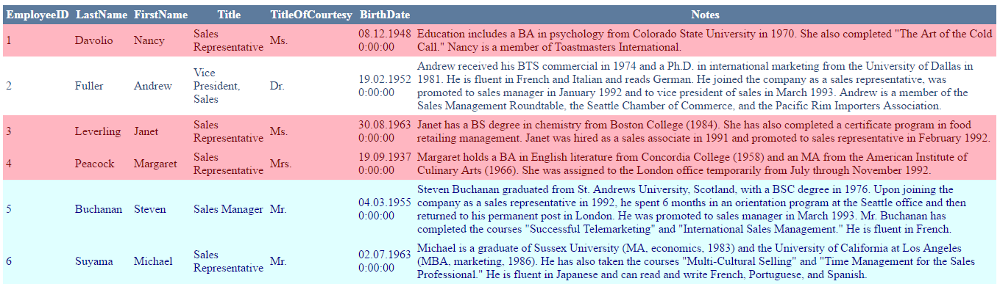 EmployeeID LastName FirstName Title TitleOfCourtesy BirthDate Notes
1 Davolio Nancy Sales Representative Ms. 08.12.1948 0:00:00 Education includes a BA in psychology from Colorado State University in 1970. She also completed "The Art of the Cold
Call." Nancy is a member of Toastmasters International.
2 Fuller Andrew Vice President, Sales Dr. 19.02.1952 0:00:00 Andrew received his BTS commercial in 1974 and a Ph.D. in international marketing from the University of Dallas in
1981. He is fluent in French and Italian and reads German. He joined the company as a sales representative, was
promoted to sales manager in January 1992 and to vice president of sales in March 1993. Andrew is a member of the
Sales Management Roundtable, the Seattle Chamber of Commerce, and the Pacific Rim Importers Association.
3 Leverling Janet Sales Representative Ms. 30.08.1963 0:00:00 Janet has a BS degree in chemistry from Boston College (1984). She has also completed a certificate program in food
retailing management. Janet was hired as a sales associate in 1991 and promoted to sales representative in February 1992.
4 Peacock Margaret Sales Representative Mrs. 19.09.1937 0:00:00 Margaret holds a BA in English literature from Concordia College (1958) and an MA from the American Institute of
Culinary Arts (1966). She was assigned to the London office temporarily from July through November 1992.
5 Buchanan Steven Sales Manager Mr. 04.03.1955 0:00:00 Steven Buchanan graduated from St. Andrews University, Scotland, with a BSC degree in 1976. Upon joining the
company as a sales representative in 1992, he spent 6 months in an orientation program at the Seattle office and then
returned to his permanent post in London. He was promoted to sales manager in March 1993. Mr. Buchanan has
completed the courses "Successful Telemarketing" and "International Sales Management." He is fluent in French.
6 Suyama Michael Sales Representative Mr. 02.07.1963 0:00:00 Michael is a graduate of Sussex University (MA, economics, 1983) and the University of California at Los Angeles
(MBA, marketing, 1986). He has also taken the courses "Multi-Cultural Selling" and "Time Management for the Sales
Professional." He is fluent in Japanese and can read and write French, Portuguese, and Spanish.